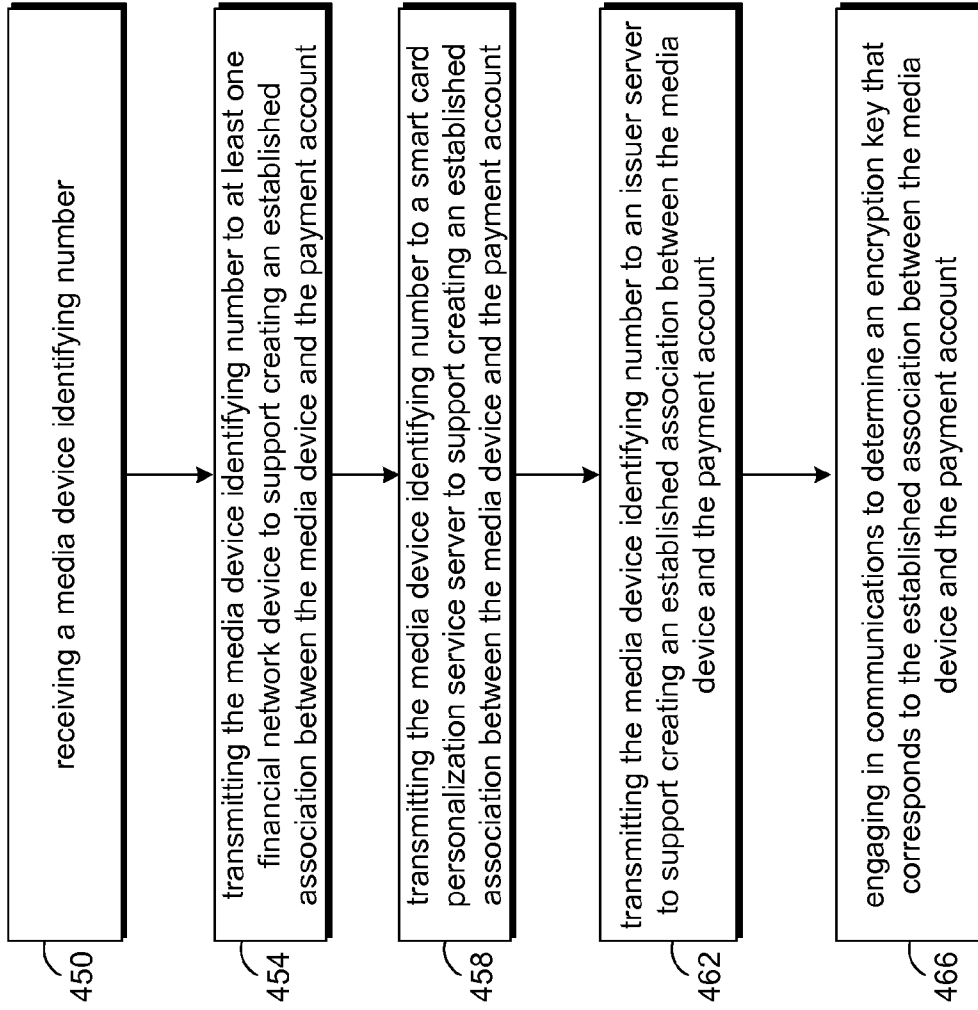 receiving a media device identifying number
450
transmitting the media device identifying number to at least one
financial network device to support creating an established
association between the media device and the payment account
454
transmitting the media device identifying number to a smart card
personalization service server to support creating an established
association between the media device and the payment account
458
transmitting the media device identifying number to an issuer server
to support creating an established association between the media
device and the payment account
462
engaging in communications to determine an encryption key that
corresponds to the established association between the media
device and the payment account
466